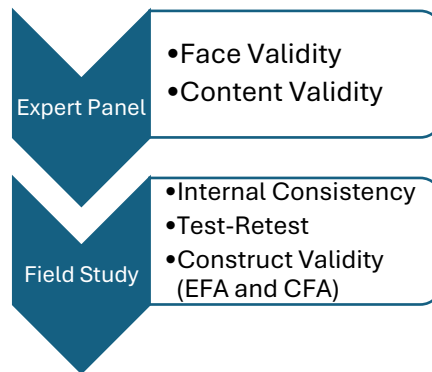 Expert Panel
•Face Validity
•Content Validity
Field Study
•Internal Consistency
•Test-Retest
•Construct Validity
(EFA and CFA)